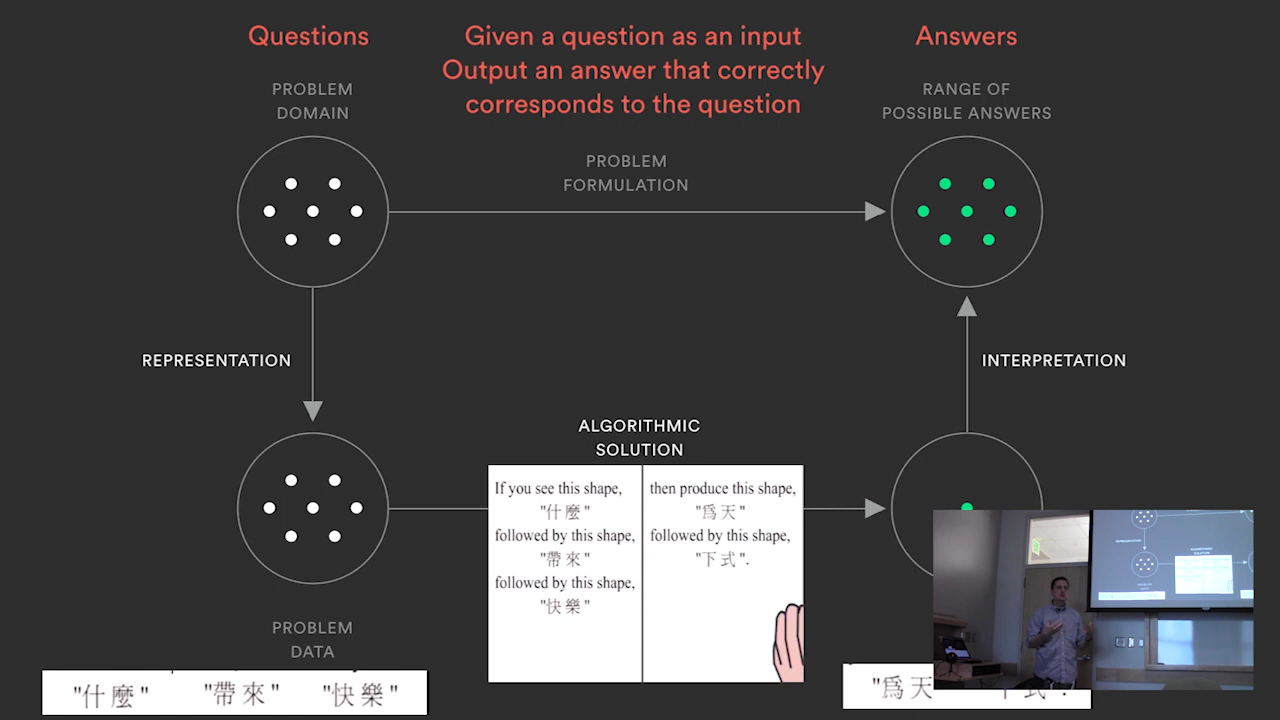 Questions
Given a question as an input
Output an answer that correctly
corresponds to the question
Answers
PROBLEM
DOMAIN
RANGE OF
POSSIBLE ANSWERS
PROBLEM
FORMULATION
REPRESENTATION
INTERPRETATION
ALGORITHMIC
SOLUTION
If you see this shape,
"什麼"
followed by this shape,
"帶來"
followed by this shape,
"快樂"
then produce this shape,
"爲天"
followed by this shape,
"下式".
PROBLEM
DATA
"什麼" "帶來" "快樂"
"爲天